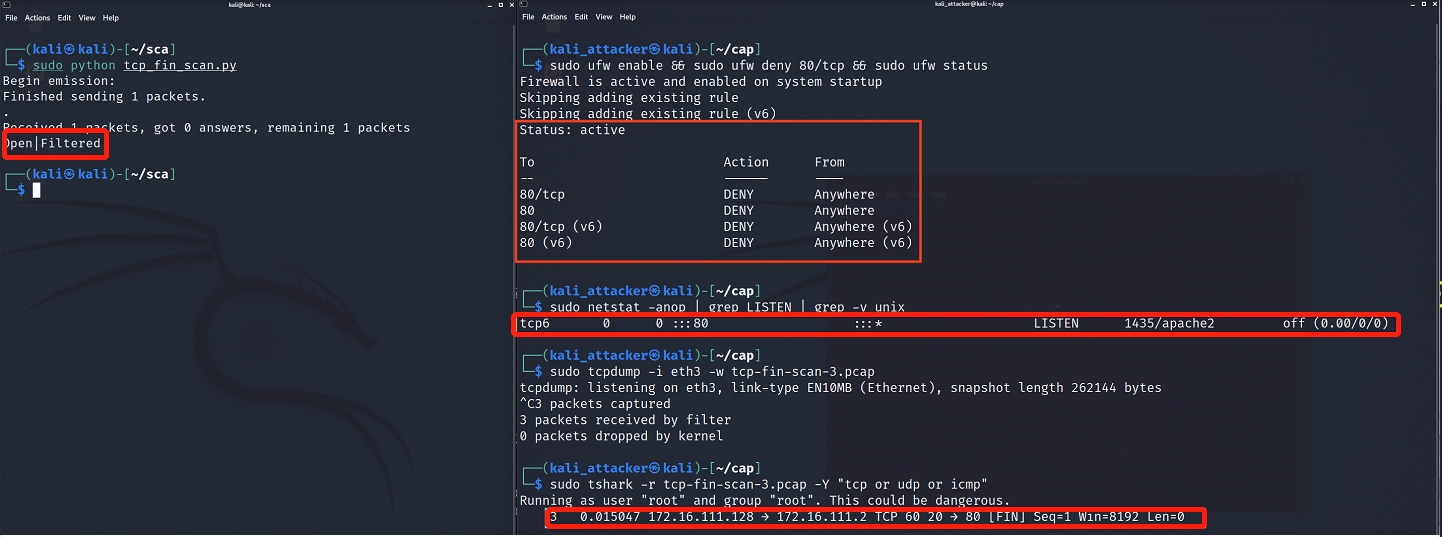 kali@kali: ~/sca
File Actions Edit View Help
┌──(kali㉿kali)-[~/sca]
└─$ sudo python tcp_fin_scan.py
Begin emission:
Finished sending 1 packets.
.
Received 1 packets, got 0 answers, remaining 1 packets
Open|Filtered
┌──(kali㉿kali)-[~/sca]
└─$
kali_attacker@kali: ~/cap
File Actions Edit View Help
┌──(kali_attacker㉿kali)-[~/cap]
└─$ sudo ufw enable && sudo ufw deny 80/tcp && sudo ufw status
Firewall is active and enabled on system startup
Skipping adding existing rule
Skipping adding existing rule (v6)
Status: active
To Action From
-- ------ ----
80/tcp DENY Anywhere
80 DENY Anywhere
80/tcp (v6) DENY Anywhere (v6)
80 (v6) DENY Anywhere (v6)
┌──(kali_attacker㉿kali)-[~/cap]
└─$ sudo netstat -anop | grep LISTEN | grep -v unix
tcp6 0 0 :::80 :::* LISTEN 1435/apache2 off (0.00/0/0)
┌──(kali_attacker㉿kali)-[~/cap]
└─$ sudo tcpdump -i eth3 -w tcp-fin-scan-3.pcap
tcpdump: listening on eth3, link-type EN10MB (Ethernet), snapshot length 262144 bytes
^C3 packets captured
3 packets received by filter
0 packets dropped by kernel
┌──(kali_attacker㉿kali)-[~/cap]
└─$ sudo tshark -r tcp-fin-scan-3.pcap -Y "tcp or udp or icmp"
Running as user "root" and group "root". This could be dangerous.
3 0.015047 172.16.111.128 → 172.16.111.2 TCP 60 20 → 80 [FIN] Seq=1 Win=8192 Len=0